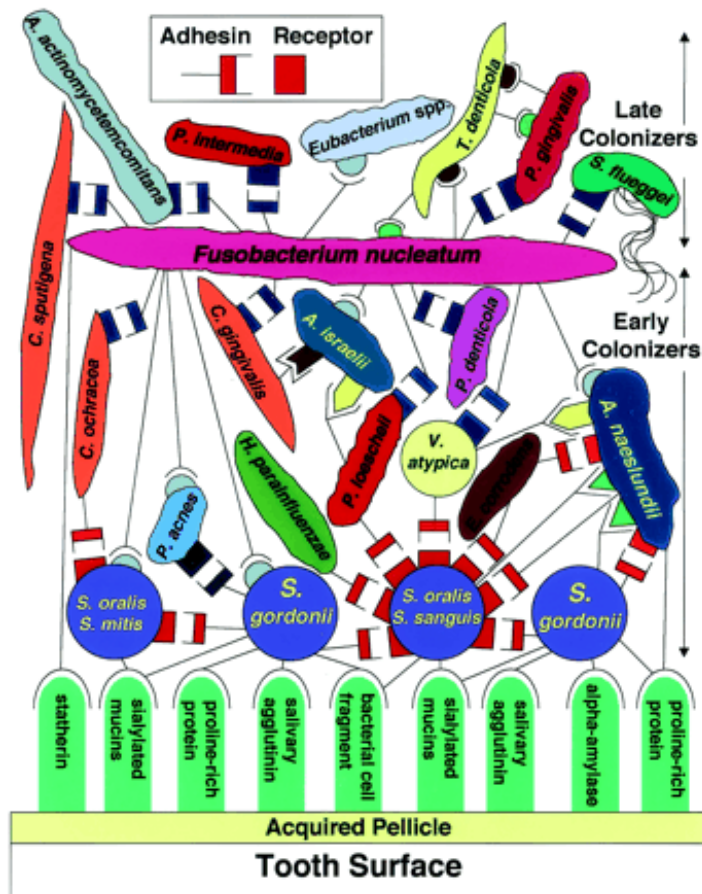 A. actinomycetemcomitans
Adhesin
Receptor
P. intermedia
Eubacterium spp.
T. denticola
P. gingivalis
Late
Colonizers
S. flueggei
C. sputigena
Fusobacterium nucleatum
C. ochracea
C. gingivalis
A. israelii
P. denticola
Early
Colonizers
A. naeslundii
P. loescheii
V.
atypica
E. corrodens
H. parainfluenzae
P. acnes
S. oralis
S. mitis
S.
gordonii
S. oralis
S. sanguis
S.
gordonii
statherin
sialylated
mucins
proline-rich
protein
salivary
agglutinin
bacterial cell
fragment
sialylated
mucins
salivary
agglutinin
alpha-amylase
proline-rich
protein
Acquired Pellicle
Tooth Surface